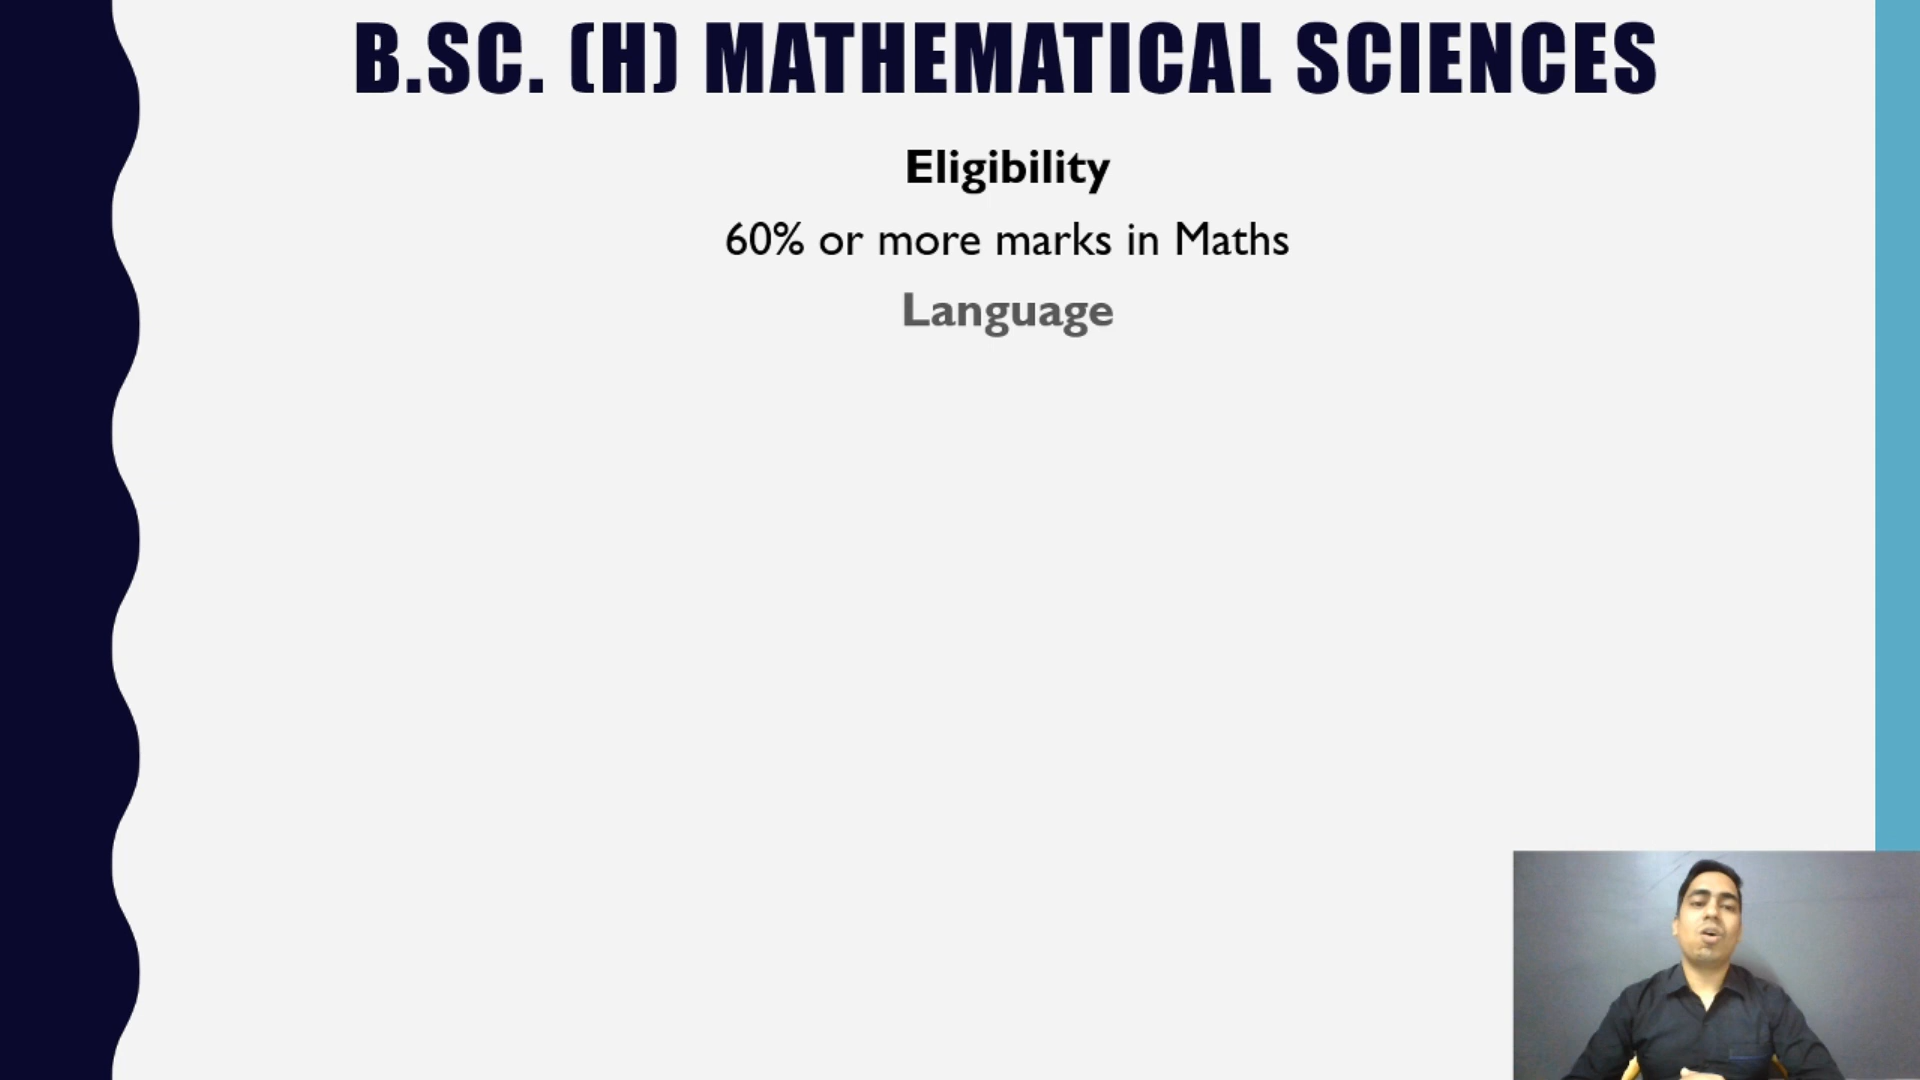 B.SC. (H) MATHEMATICAL SCIENCES
Eligibility
60% or more marks in Maths
Language